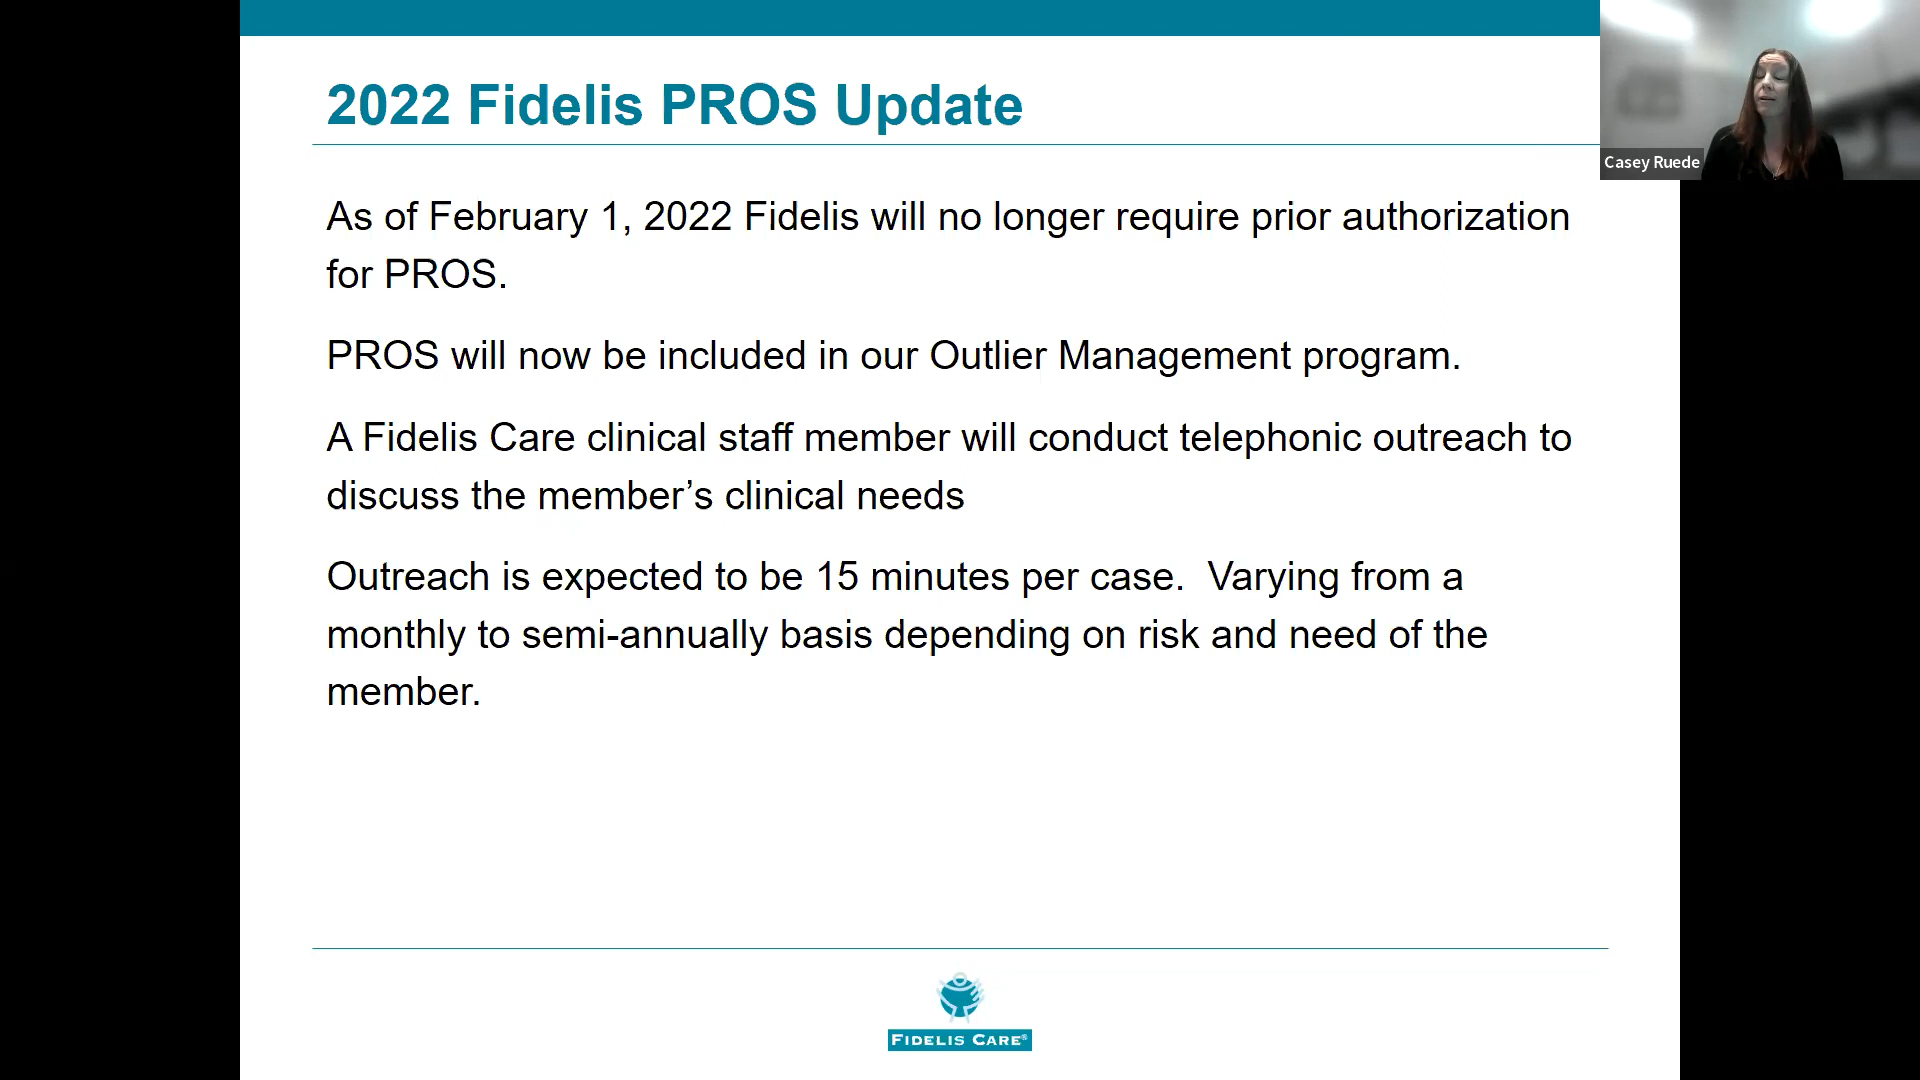 2022 Fidelis PROS Update
Casey Ruede
As of February 1, 2022 Fidelis will no longer require prior authorization
for PROS.
PROS will now be included in our Outlier Management program.
A Fidelis Care clinical staff member will conduct telephonic outreach to
discuss the member’s clinical needs
Outreach is expected to be 15 minutes per case.  Varying from a
monthly to semi-annually basis depending on risk and need of the
member.
FIDELIS CARE®